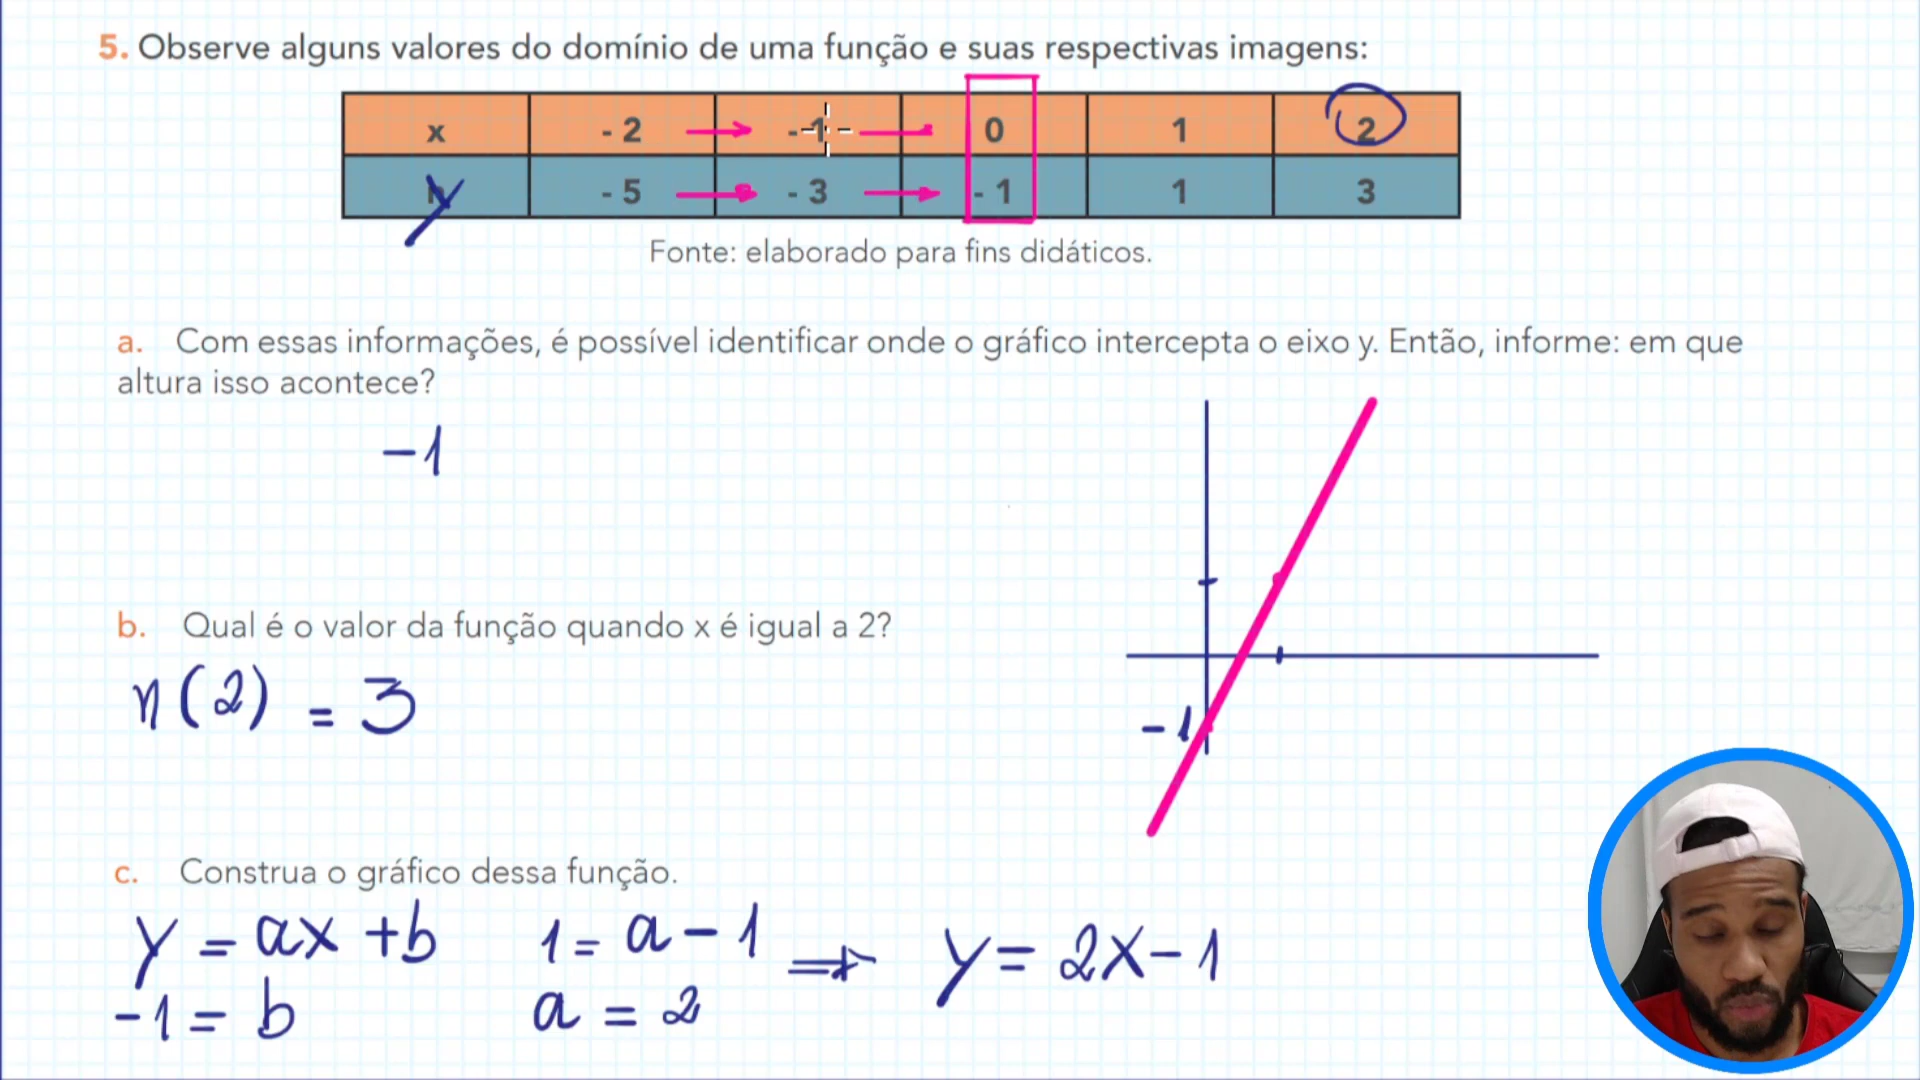 5. Observe alguns valores do domínio de uma função e suas respectivas imagens:
x - 2 - 1 0 1 2
y - 5 - 3 - 1 1 3
Fonte: elaborado para fins didáticos.
a. Com essas informações, é possível identificar onde o gráfico intercepta o eixo y. Então, informe: em que
altura isso acontece?
-1
-1
b. Qual é o valor da função quando x é igual a 2?
n(2) = 3
c. Construa o gráfico dessa função.
y = ax + b 1 = a - 1 ⇒ y = 2x - 1
-1 = b a = 2